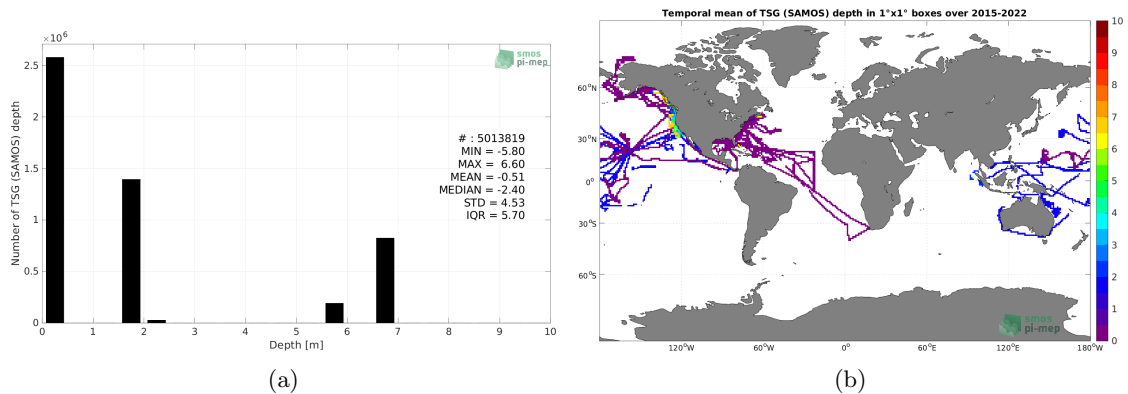 ×10⁶
2.5
2
1.5
1
0.5
0
Number of TSG (SAMOS) depth
smos
pi-mep
# : 5013819
MIN = -5.80
MAX = 6.60
MEAN = -0.51
MEDIAN = -2.40
STD = 4.53
IQR = 5.70
0 1 2 3 4 5 6 7 8 9 10
Depth [m]
(a)
Temporal mean of TSG (SAMOS) depth in 1°x1° boxes over 2015-2022
60°N
30°N
0°
30°S
60°S
120°W 60°W 0° 60°E 120°E 180°W
smos
pi-mep
10
9
8
7
6
5
4
3
2
1
0
(b)